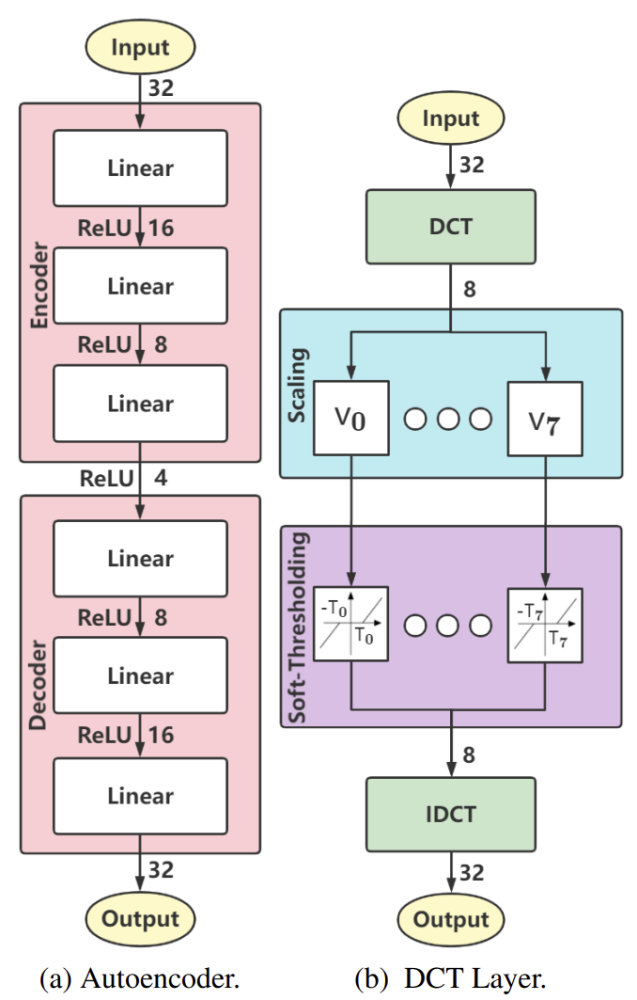 Input
32
Encoder
Linear
ReLU 16
Linear
ReLU 8
Linear
ReLU 4
Decoder
Linear
ReLU 8
Linear
ReLU 16
Linear
32
Output
(a) Autoencoder.
Input
32
DCT
8
Scaling
V0
V7
Soft-Thresholding
-T0
T0
-T7
T7
8
IDCT
32
Output
(b) DCT Layer.